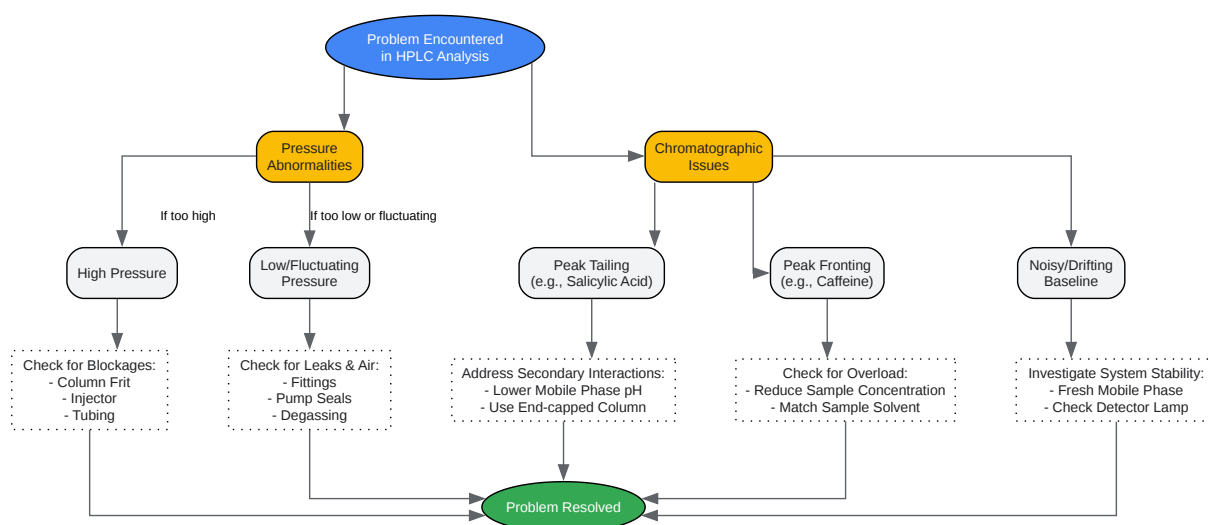 Problem Encountered
in HPLC Analysis
Pressure
Abnormalities
Chromatographic
Issues
If too high
If too low or fluctuating
High Pressure
Low/Fluctuating
Pressure
Peak Tailing
(e.g., Salicylic Acid)
Peak Fronting
(e.g., Caffeine)
Noisy/Drifting
Baseline
Check for Blockages:
- Column Frit
- Injector
- Tubing
Check for Leaks & Air:
- Fittings
- Pump Seals
- Degassing
Address Secondary Interactions:
- Lower Mobile Phase pH
- Use End-capped Column
Check for Overload:
- Reduce Sample Concentration
- Match Sample Solvent
Investigate System Stability:
- Fresh Mobile Phase
- Check Detector Lamp
Problem Resolved